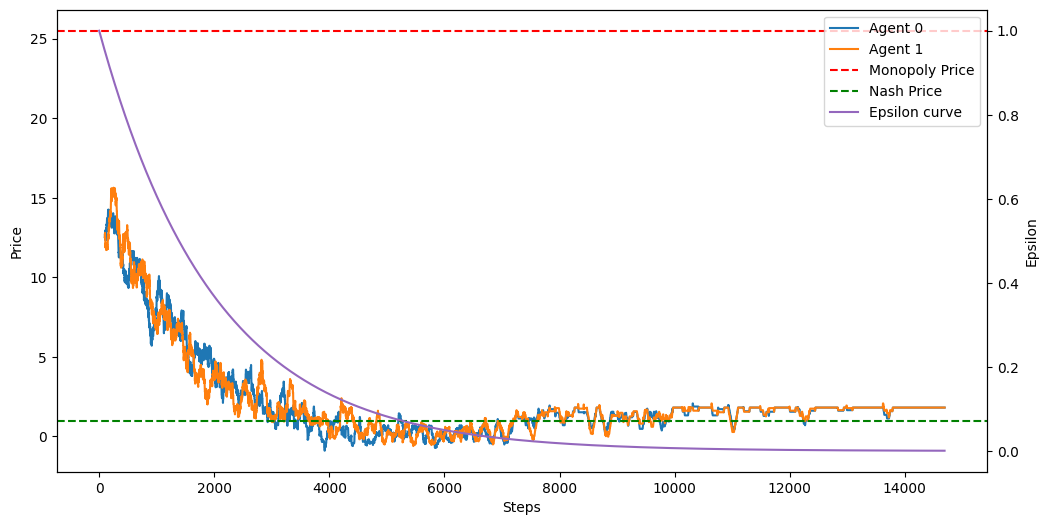 25
20
15
10
5
0
Price
0
2000
4000
6000
8000
10000
12000
14000
Steps
1.0
0.8
0.6
0.4
0.2
0.0
Epsilon
Agent 0
Agent 1
Monopoly Price
Nash Price
Epsilon curve